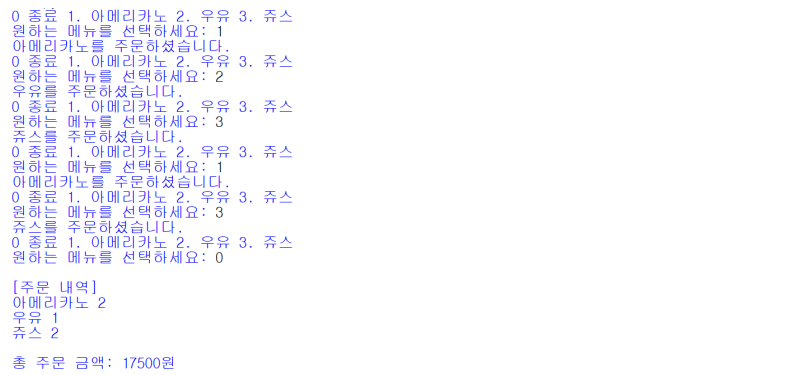 0 종료 1. 아메리카노 2. 우유 3. 쥬스
원하는 메뉴를 선택하세요: 1
아메리카노를 주문하셨습니다.
0 종료 1. 아메리카노 2. 우유 3. 쥬스
원하는 메뉴를 선택하세요: 2
우유를 주문하셨습니다.
0 종료 1. 아메리카노 2. 우유 3. 쥬스
원하는 메뉴를 선택하세요: 3
쥬스를 주문하셨습니다.
0 종료 1. 아메리카노 2. 우유 3. 쥬스
원하는 메뉴를 선택하세요: 1
아메리카노를 주문하셨습니다.
0 종료 1. 아메리카노 2. 우유 3. 쥬스
원하는 메뉴를 선택하세요: 3
쥬스를 주문하셨습니다.
0 종료 1. 아메리카노 2. 우유 3. 쥬스
원하는 메뉴를 선택하세요: 0
[주문 내역]
아메리카노 2
우유 1
쥬스 2
총 주문 금액: 17500원